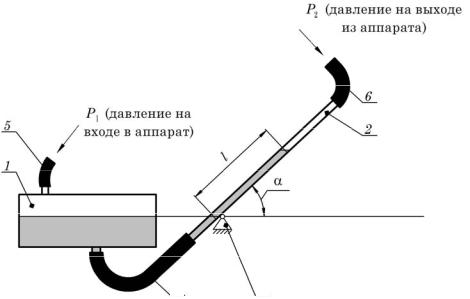 P₂ (давление на выходе
из аппарата)
P₁ (давление на
входе в аппарат)
5
1
6
2
l
α